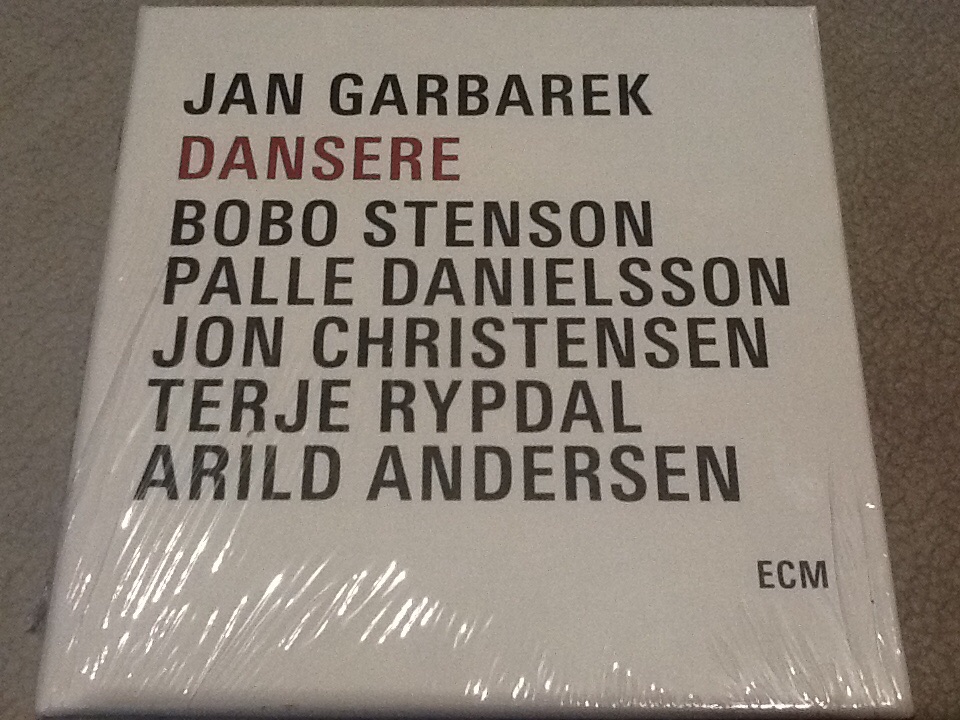 JAN GARBAREK
DANSERE
BOBO STENSON
PALLE DANIELSSON
JON CHRISTENSEN
TERJE RYPDAL
ARILD ANDERSEN
ECM